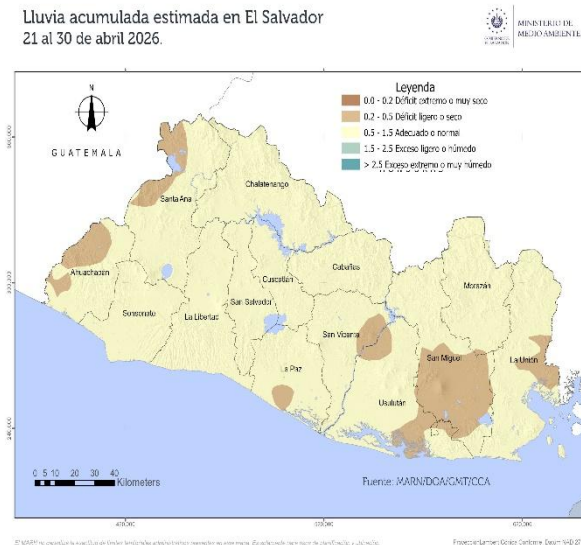 Lluvia acumulada estimada en El Salvador
21 al 30 de abril 2026.
MINISTERIO DE
MEDIO AMBIENTE
Leyenda
0.0 - 0.2 Déficit extremo o muy seco
0.2 - 0.5 Déficit ligero o seco
0.5 - 1.5 Adecuado o normal
1.5 - 2.5 Exceso ligero o húmedo
> 2.5 Exceso extremo o muy húmedo
N
GUATEMALA
Chalatenango
Santa Ana
Ahuachapán
Cabañas
Morazán
Cuscatlán
Sonsonate
La Libertad
San Salvador
San Vicente
San Miguel
La Unión
La Paz
Usulután
0 5 10 20 30 40
Kilometers
Fuente: MARN/DOA/GMT/CCA